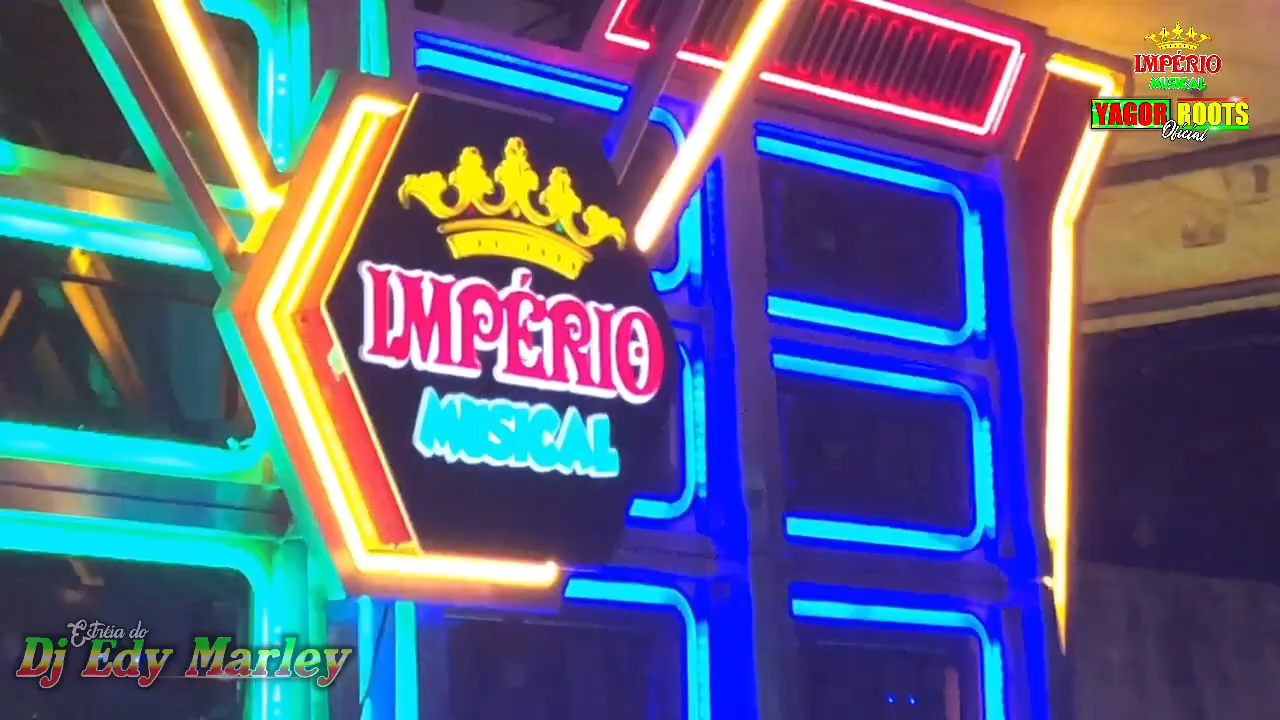 IMPÉRIO
MUSICAL
IMPÉRIO
MUSICAL
YAGOR ROOTS
Oficial
Estréia do
Dj Edy Marley